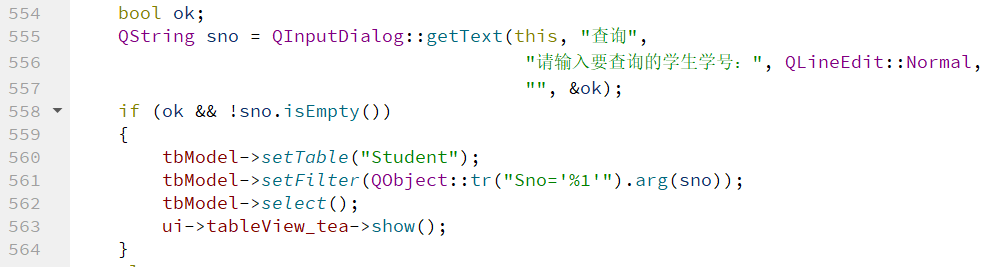 554 bool ok;
555 QString sno = QInputDialog::getText(this, "查询",
556 "请输入要查询的学生学号：", QLineEdit::Normal,
557 "", &ok);
558 if (ok && !sno.isEmpty())
559 {
560 tbModel->setTable("Student");
561 tbModel->setFilter(QObject::tr("Sno='%1'").arg(sno));
562 tbModel->select();
563 ui->tableView_tea->show();
564 }